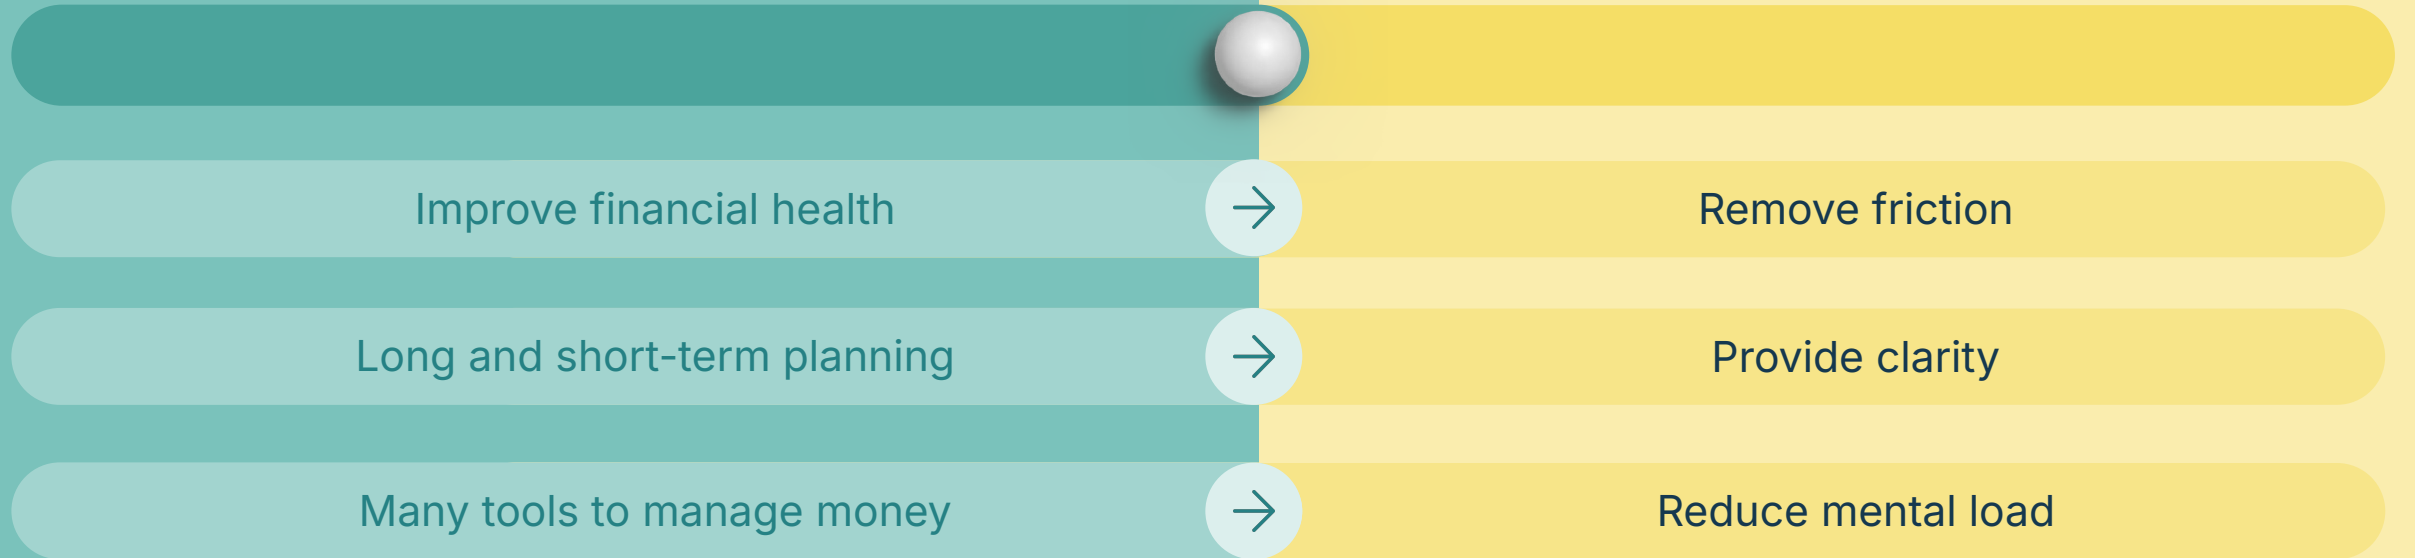 Improve financial health
Remove friction
Long and short-term planning
Provide clarity
Many tools to manage money
Reduce mental load